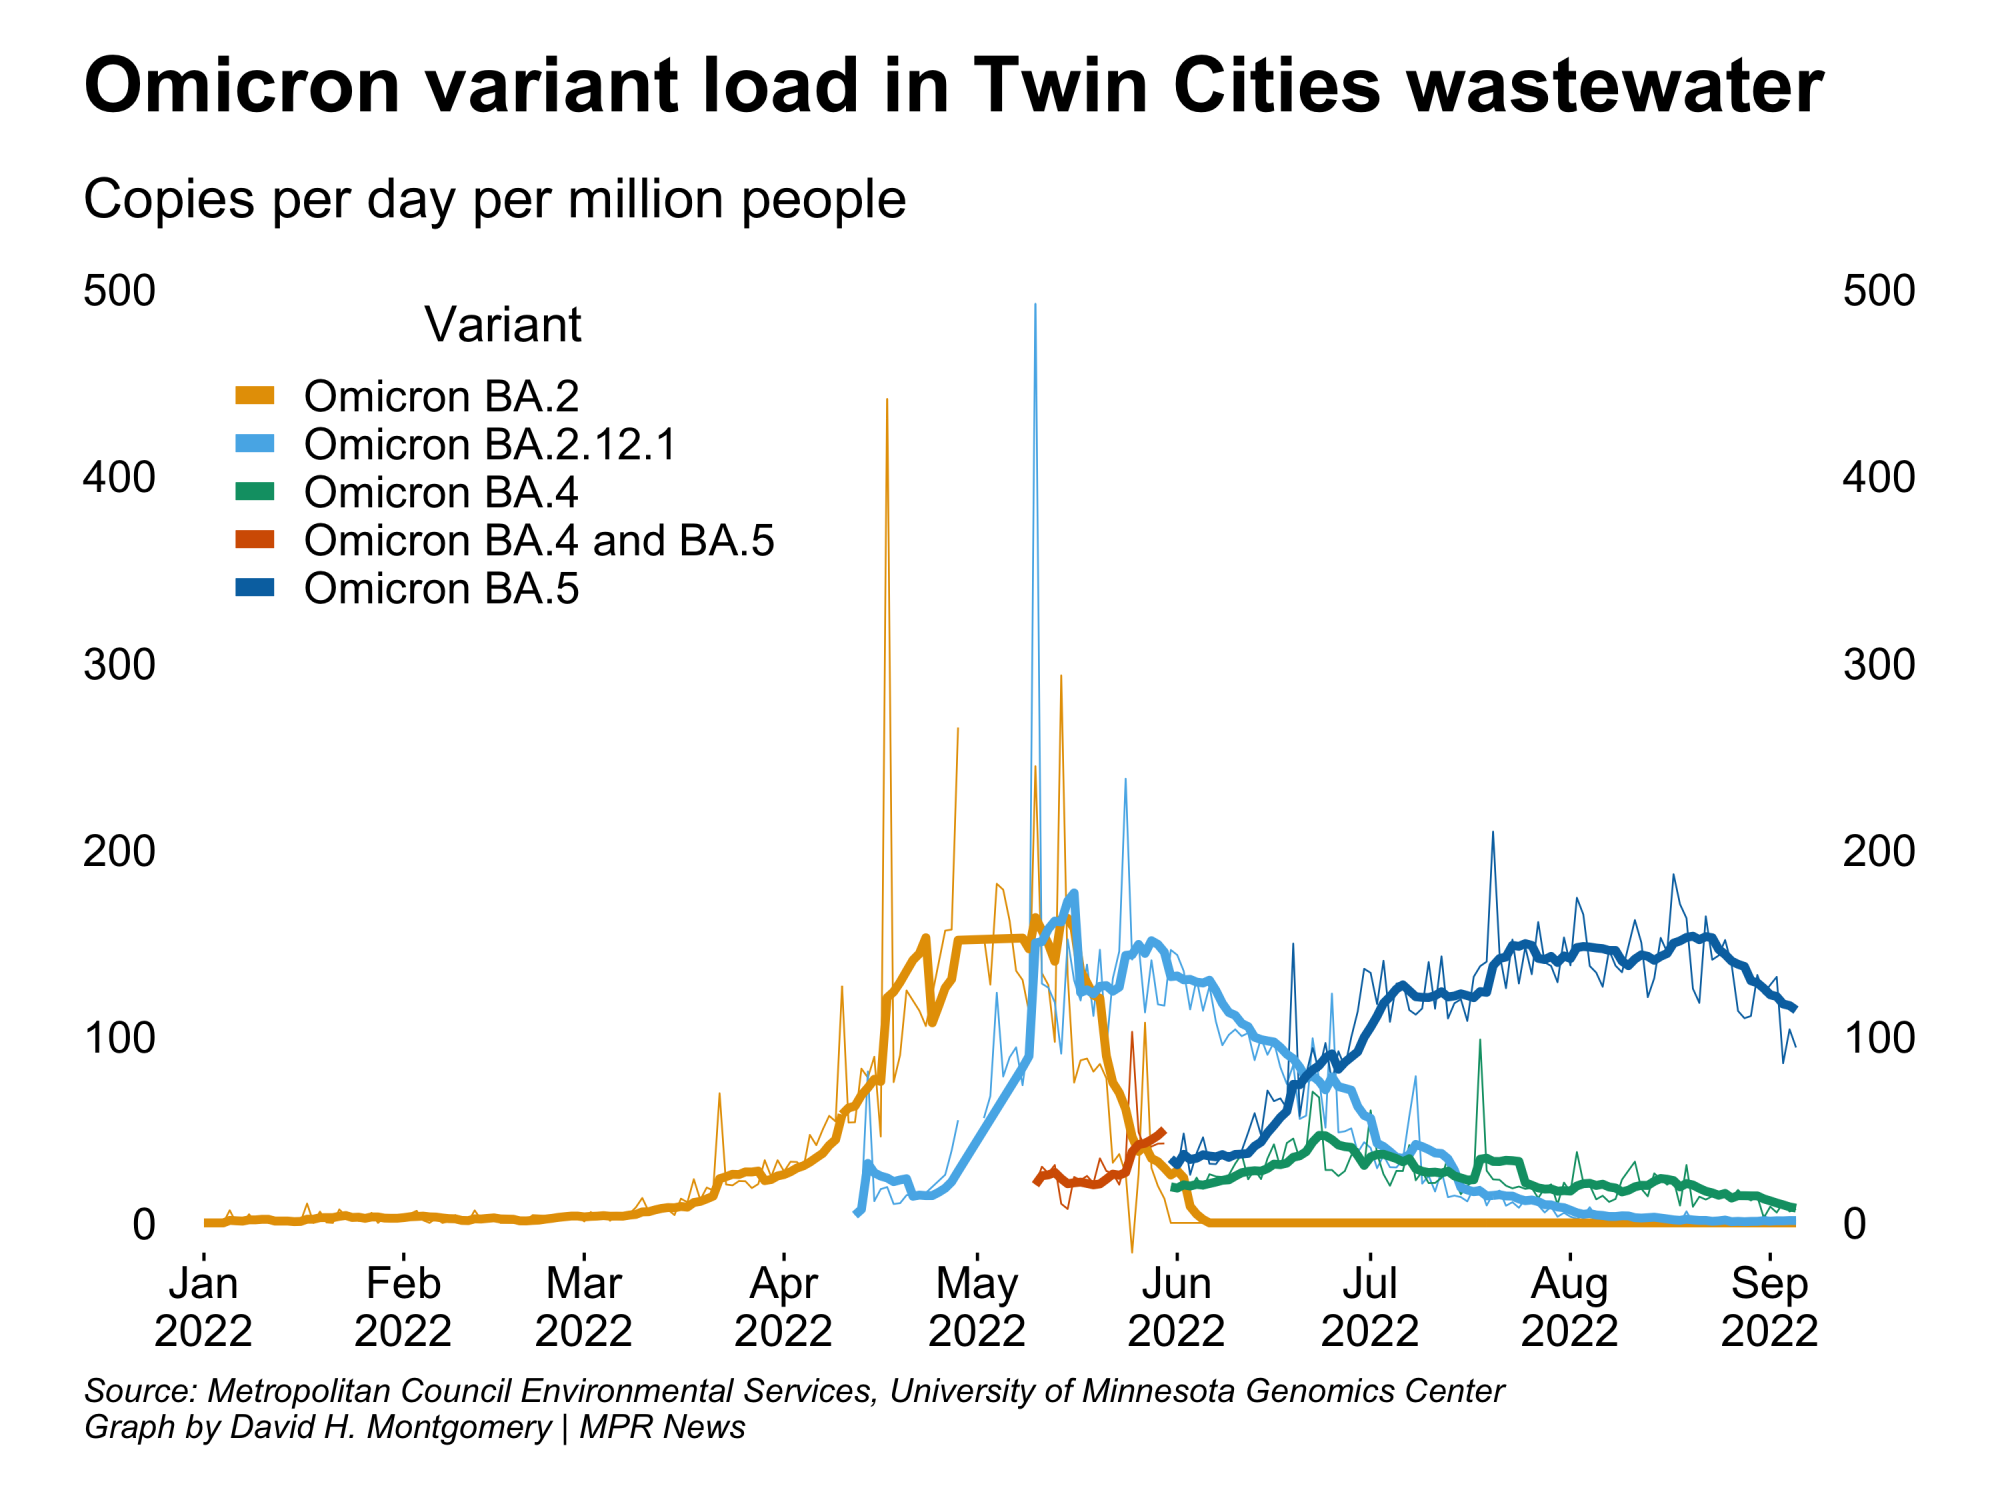 Omicron variant load in Twin Cities wastewater
Copies per day per million people
500 500
Variant
Omicron BA.2
Omicron BA.2.12.1
400 400
Omicron BA.4
Omicron BA.4 and BA.5
Omicron BA.5
300 300
200 200
100 100
0 0
Jan Feb Mar Apr May Jun Jul Aug Sep
2022 2022 2022 2022 2022 2022 2022 2022 2022
Source: Metropolitan Council Environmental Services, University of Minnesota Genomics Center
Graph by David H. Montgomery | MPR News